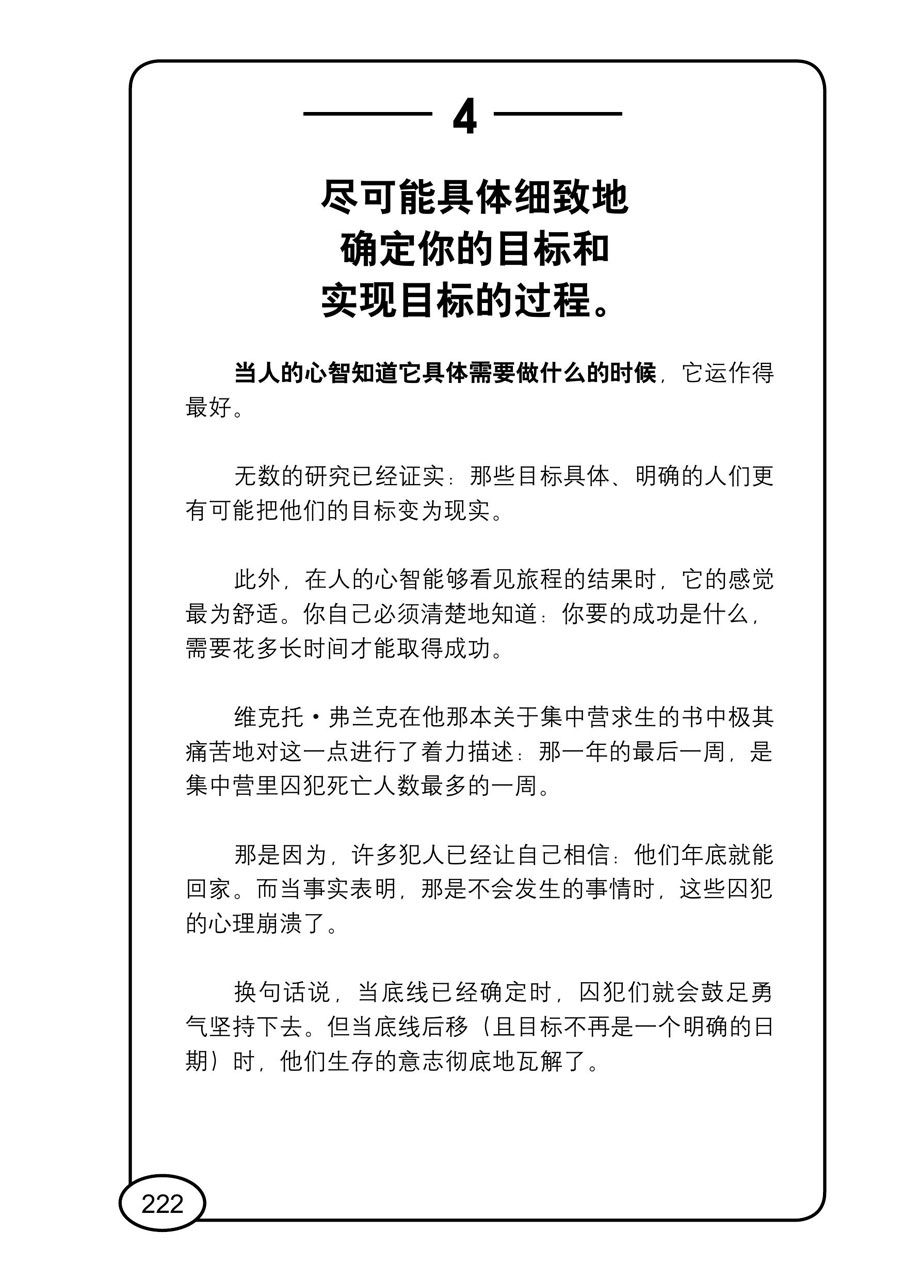 4
尽可能具体细致地
确定你的目标和
实现目标的过程。
当人的心智知道它具体需要做什么的时候，它运作得
最好。
无数的研究已经证实：那些目标具体、明确的人们更
有可能把他们的目标变为现实。
此外，在人的心智能够看见旅程的结果时，它的感觉
最为舒适。你自己必须清楚地知道：你要的成功是什么，
需要花多长时间才能取得成功。
维克托·弗兰克在他那本关于集中营求生的书中极其
痛苦地对这一点进行了着力描述：那一年的最后一周，是
集中营里囚犯死亡人数最多的一周。
那是因为，许多犯人已经让自己相信：他们年底就能
回家。而当事实表明，那是不会发生的事情时，这些囚犯
的心理崩溃了。
换句话说，当底线已经确定时，囚犯们就会鼓足勇
气坚持下去。但当底线后移（且目标不再是一个明确的日
期）时，他们生存的意志彻底地瓦解了。
222